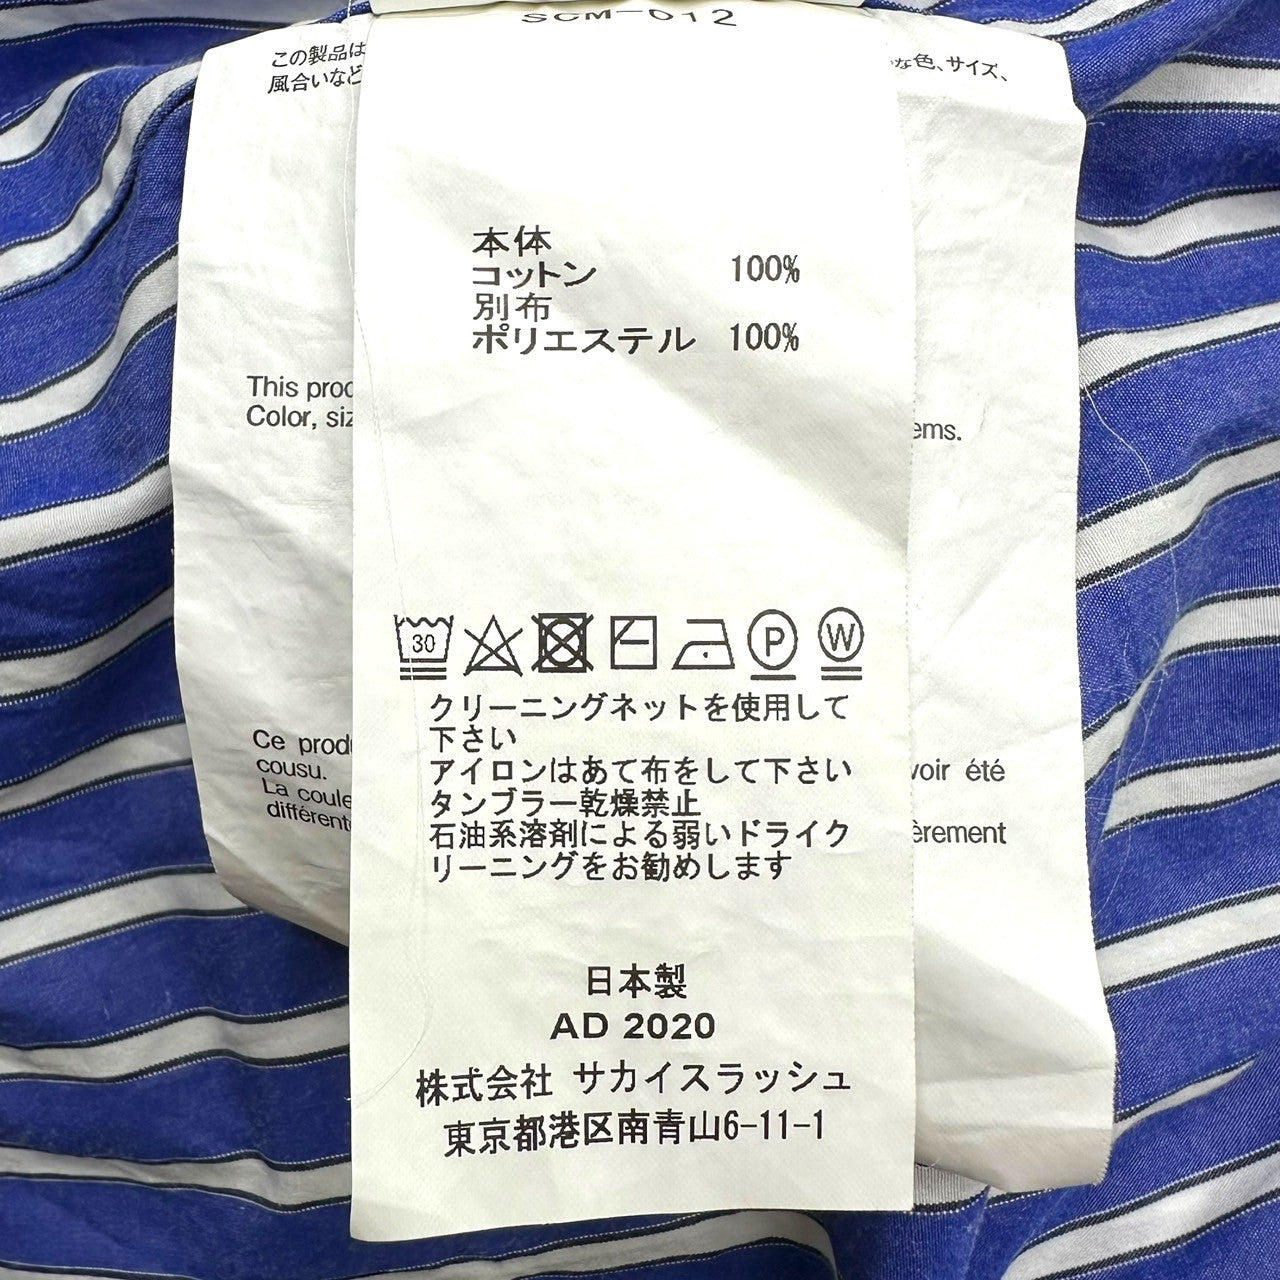 SCM-012
この製品は
風合いなど
な色、サイズ、
本体
コットン 100%
別布
ポリエステル 100%
This prod
Color, siz
ems.
30
P
W
クリーニングネットを使用して
下さい
アイロンはあて布をして下さい
タンブラー乾燥禁止
石油系溶剤による弱いドライク
リーニングをお勧めします
Ce produ
cousu.
La coule
différent
voir été
èrement
日本製
AD 2020
株式会社 サカイスラッシュ
東京都港区南青山6-11-1